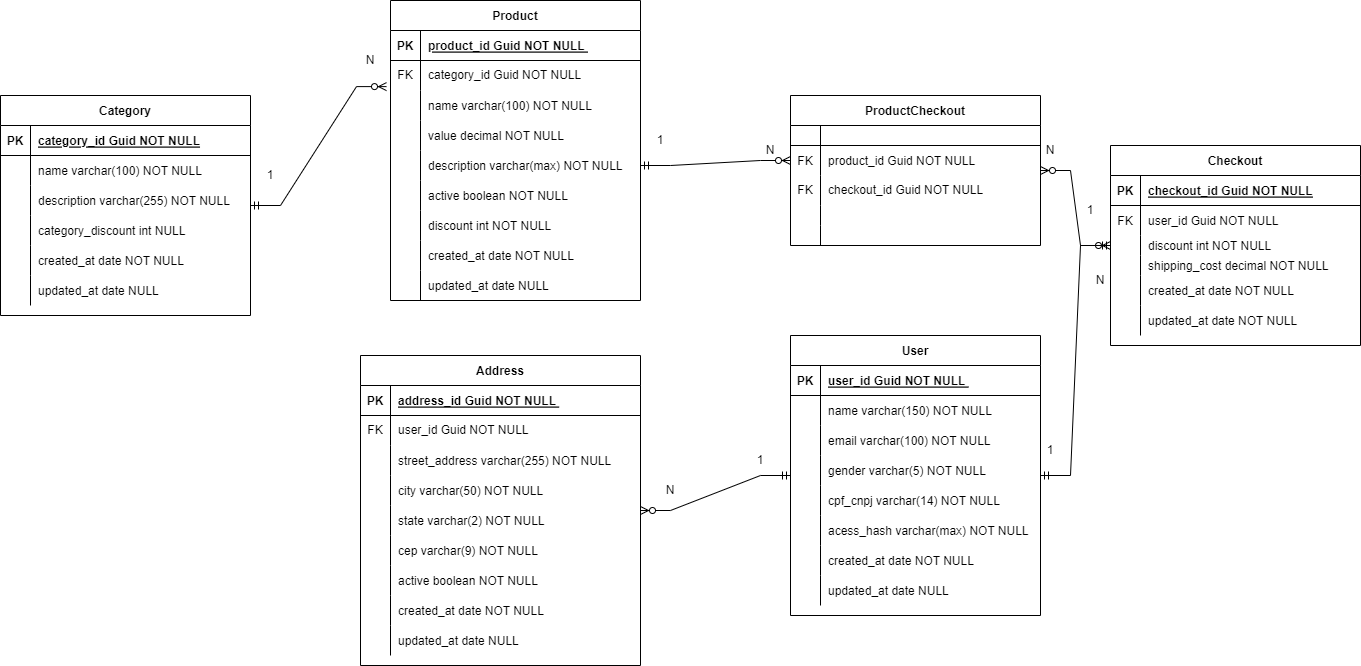 Product
PK product_id Guid NOT NULL
FK category_id Guid NOT NULL
name varchar(100) NOT NULL
value decimal NOT NULL
description varchar(max) NOT NULL
active boolean NOT NULL
discount int NOT NULL
created_at date NOT NULL
updated_at date NULL
N
Category
PK category_id Guid NOT NULL
name varchar(100) NOT NULL
description varchar(255) NOT NULL
category_discount int NULL
created_at date NOT NULL
updated_at date NULL
1
1
N
ProductCheckout
FK product_id Guid NOT NULL
FK checkout_id Guid NOT NULL
N
1
N
Checkout
PK checkout_id Guid NOT NULL
FK user_id Guid NOT NULL
discount int NOT NULL
shipping_cost decimal NOT NULL
created_at date NOT NULL
updated_at date NOT NULL
Address
PK address_id Guid NOT NULL
FK user_id Guid NOT NULL
street_address varchar(255) NOT NULL
city varchar(50) NOT NULL
state varchar(2) NOT NULL
cep varchar(9) NOT NULL
active boolean NOT NULL
created_at date NOT NULL
updated_at date NULL
N
1
User
PK user_id Guid NOT NULL
name varchar(150) NOT NULL
email varchar(100) NOT NULL
gender varchar(5) NOT NULL
cpf_cnpj varchar(14) NOT NULL
acess_hash varchar(max) NOT NULL
created_at date NOT NULL
updated_at date NULL
1